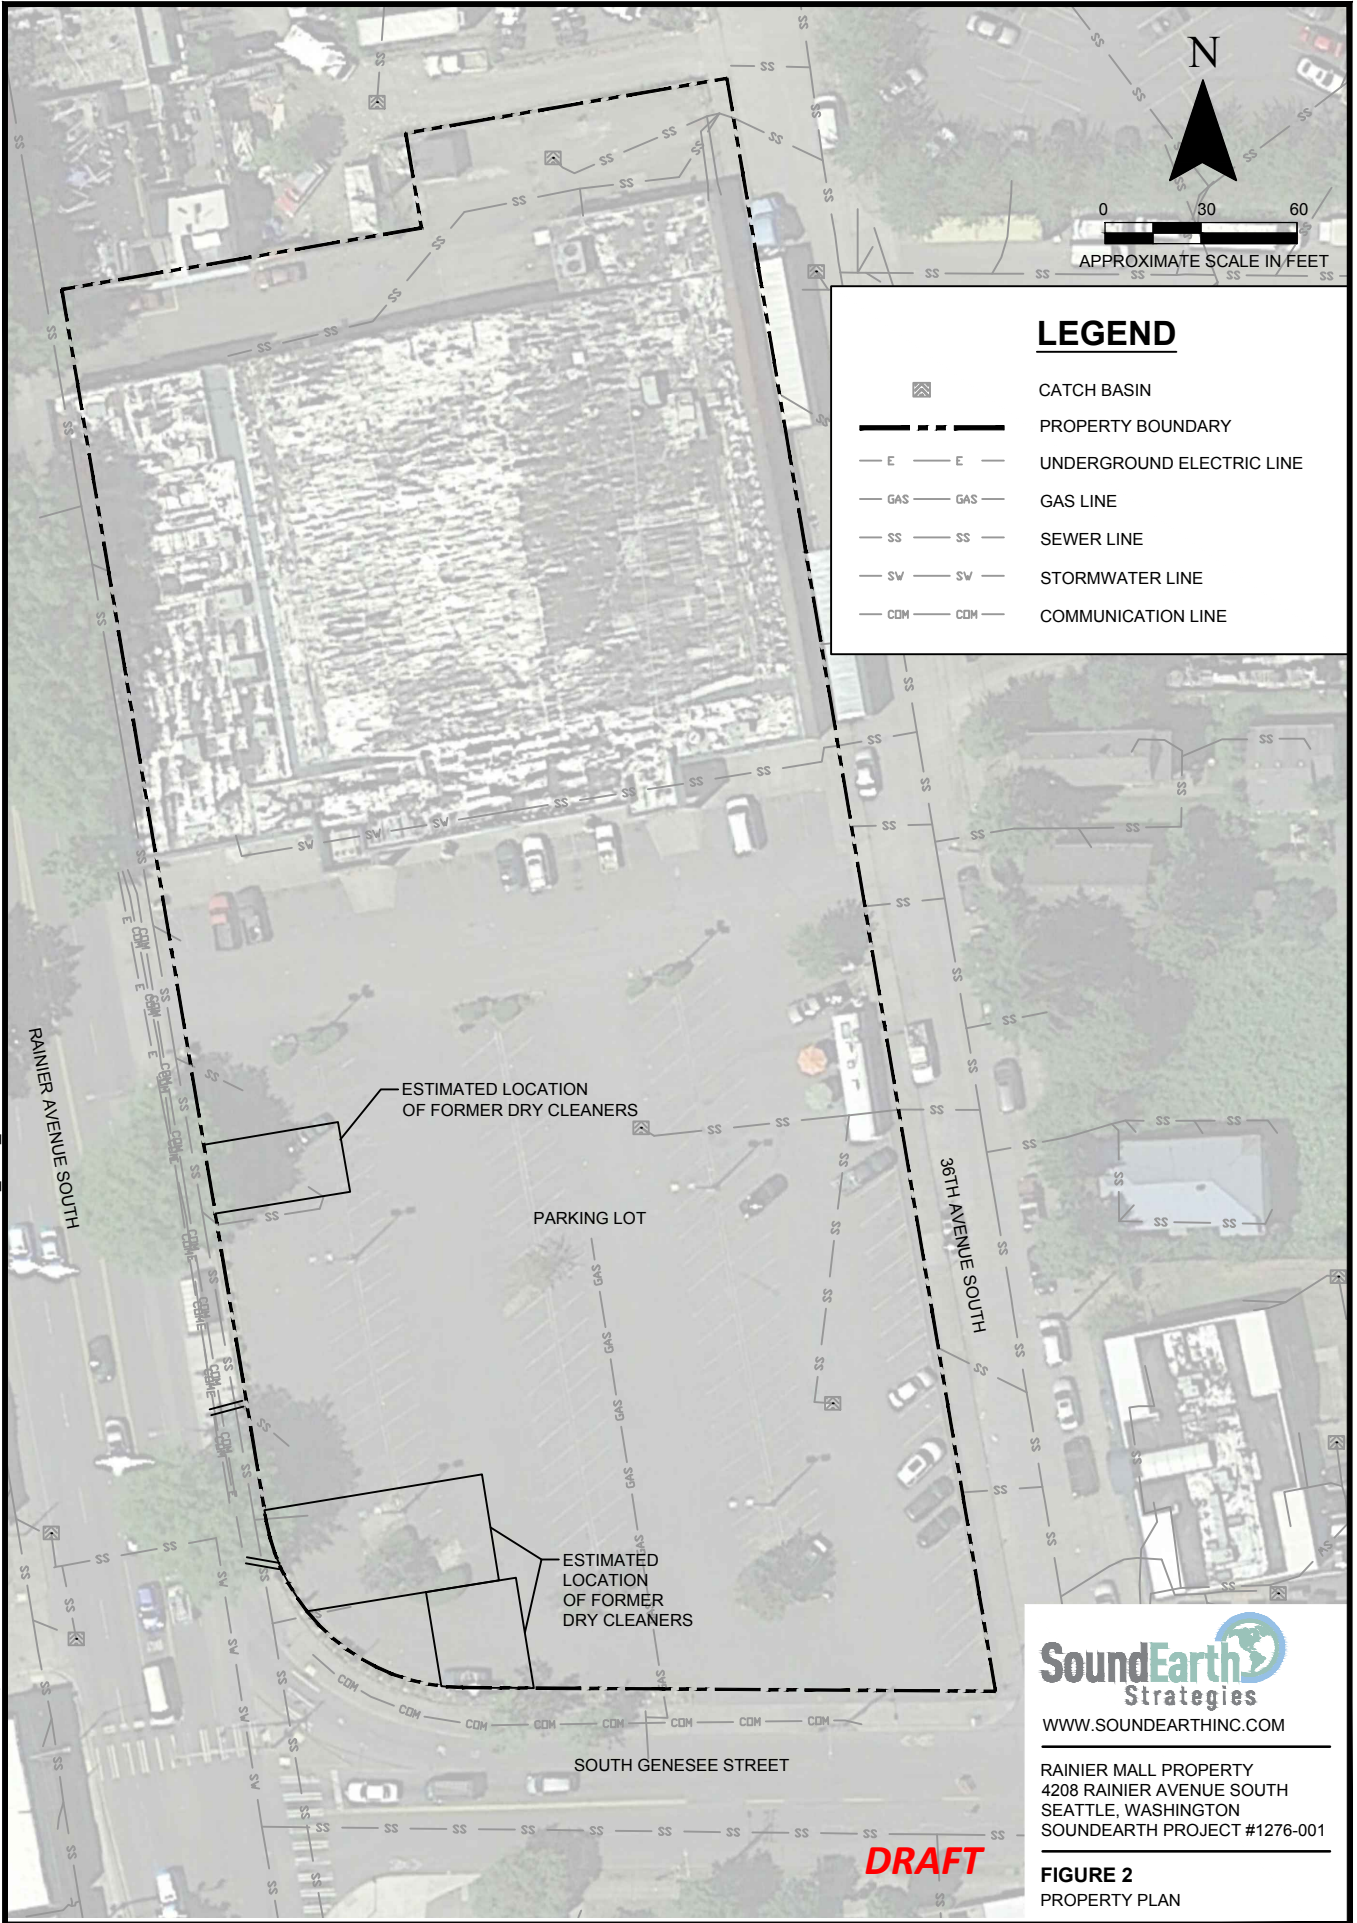 N
0 30 60
APPROXIMATE SCALE IN FEET
LEGEND
CATCH BASIN
PROPERTY BOUNDARY
E E UNDERGROUND ELECTRIC LINE
GAS GAS GAS LINE
SS SS SEWER LINE
SW SW STORMWATER LINE
COM COM COMMUNICATION LINE
RAINIER AVENUE SOUTH
ESTIMATED LOCATION
OF FORMER DRY CLEANERS
PARKING LOT
36TH AVENUE SOUTH
ESTIMATED
LOCATION
OF FORMER
DRY CLEANERS
SOUTH GENESEE STREET
DRAFT
SoundEarth
Strategies
WWW.SOUNDEARTHINC.COM
RAINIER MALL PROPERTY
4208 RAINIER AVENUE SOUTH
SEATTLE, WASHINGTON
SOUNDEARTH PROJECT #1276-001
FIGURE 2
PROPERTY PLAN